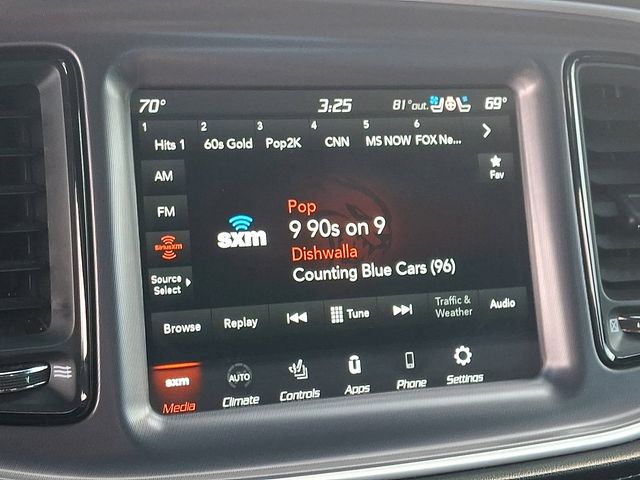 70° 3:25 81°out. 69°
1 2 3 4 5 6
Hits 1 60s Gold Pop2K CNN MS NOW FOX Ne...
AM
FM
SiriusXM
Source
Select
Fav
sxm
Pop
9 90s on 9
Dishwalla
Counting Blue Cars (96)
Browse Replay Tune Traffic &
Weather Audio
sxm AUTO
Media Climate Controls Apps Phone Settings